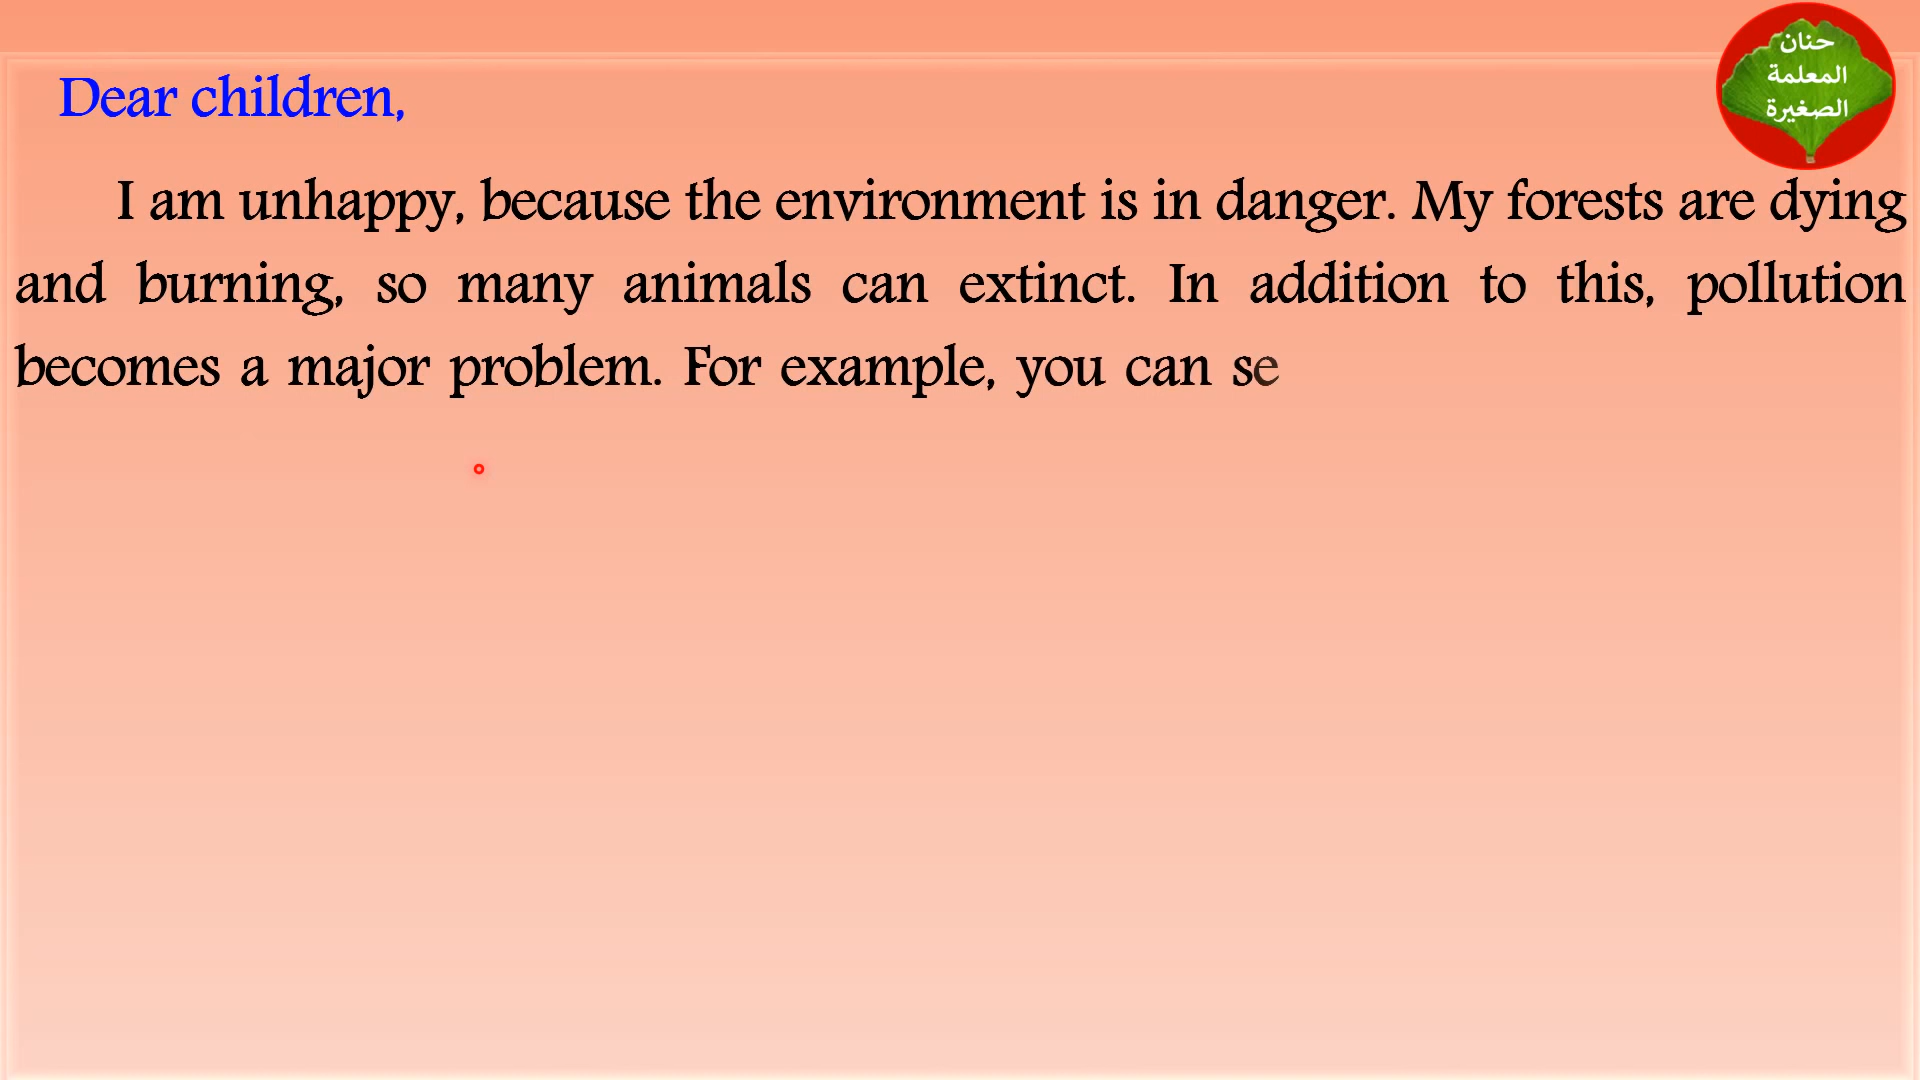 حنان
المعلمة
الصغيرة
Dear children,
I am unhappy, because the environment is in danger. My forests are dying
and burning, so many animals can extinct. In addition to this, pollution
becomes a major problem. For example, you can se